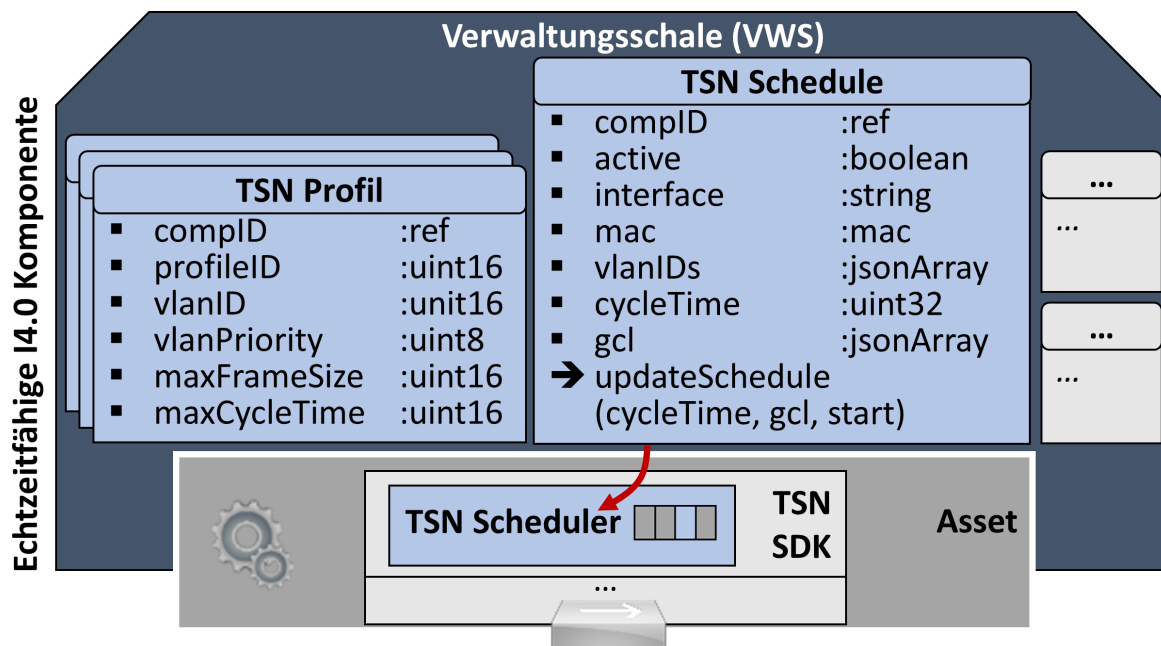 Verwaltungsschale (VWS)
Echtzeitfähige I4.0 Komponente
TSN Profil
▪ compID :ref
▪ profileID :uint16
▪ vlanID :unit16
▪ vlanPriority :uint8
▪ maxFrameSize :uint16
▪ maxCycleTime :uint16
TSN Schedule
▪ compID :ref
▪ active :boolean
▪ interface :string
▪ mac :mac
▪ vlanIDs :jsonArray
▪ cycleTime :uint32
▪ gcl :jsonArray
➔ updateSchedule
(cycleTime, gcl, start)
...
...
...
...
TSN Scheduler
TSN
SDK
Asset
...